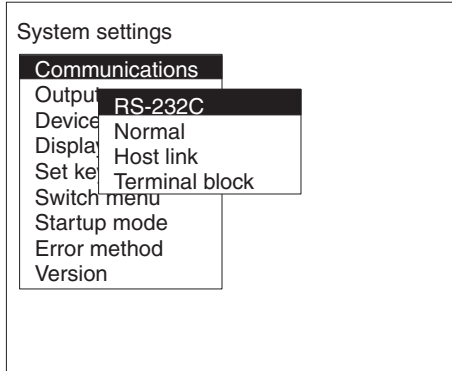 System settings
Communications
Outpu
RS-232C
Device
Normal
Display
Host link
Set key
Terminal block
Switch menu
Startup mode
Error method
Version